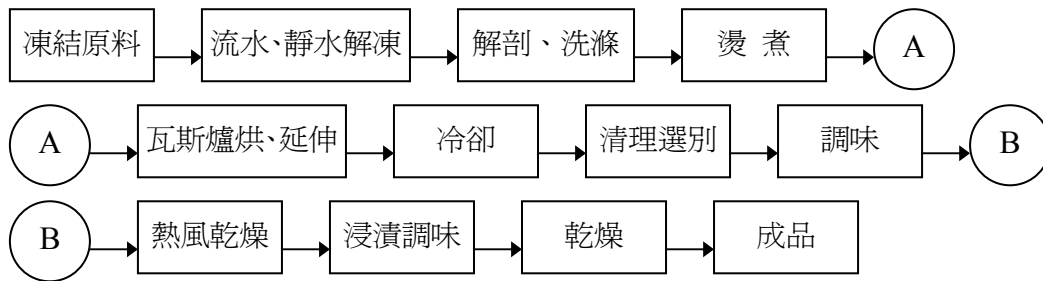 凍結原料 流水、靜水解凍 解剖、洗滌 燙 煮 A
A 瓦斯爐烘、延伸 冷卻 清理選別 調味 B
B 熱風乾燥 浸漬調味 乾燥 成品